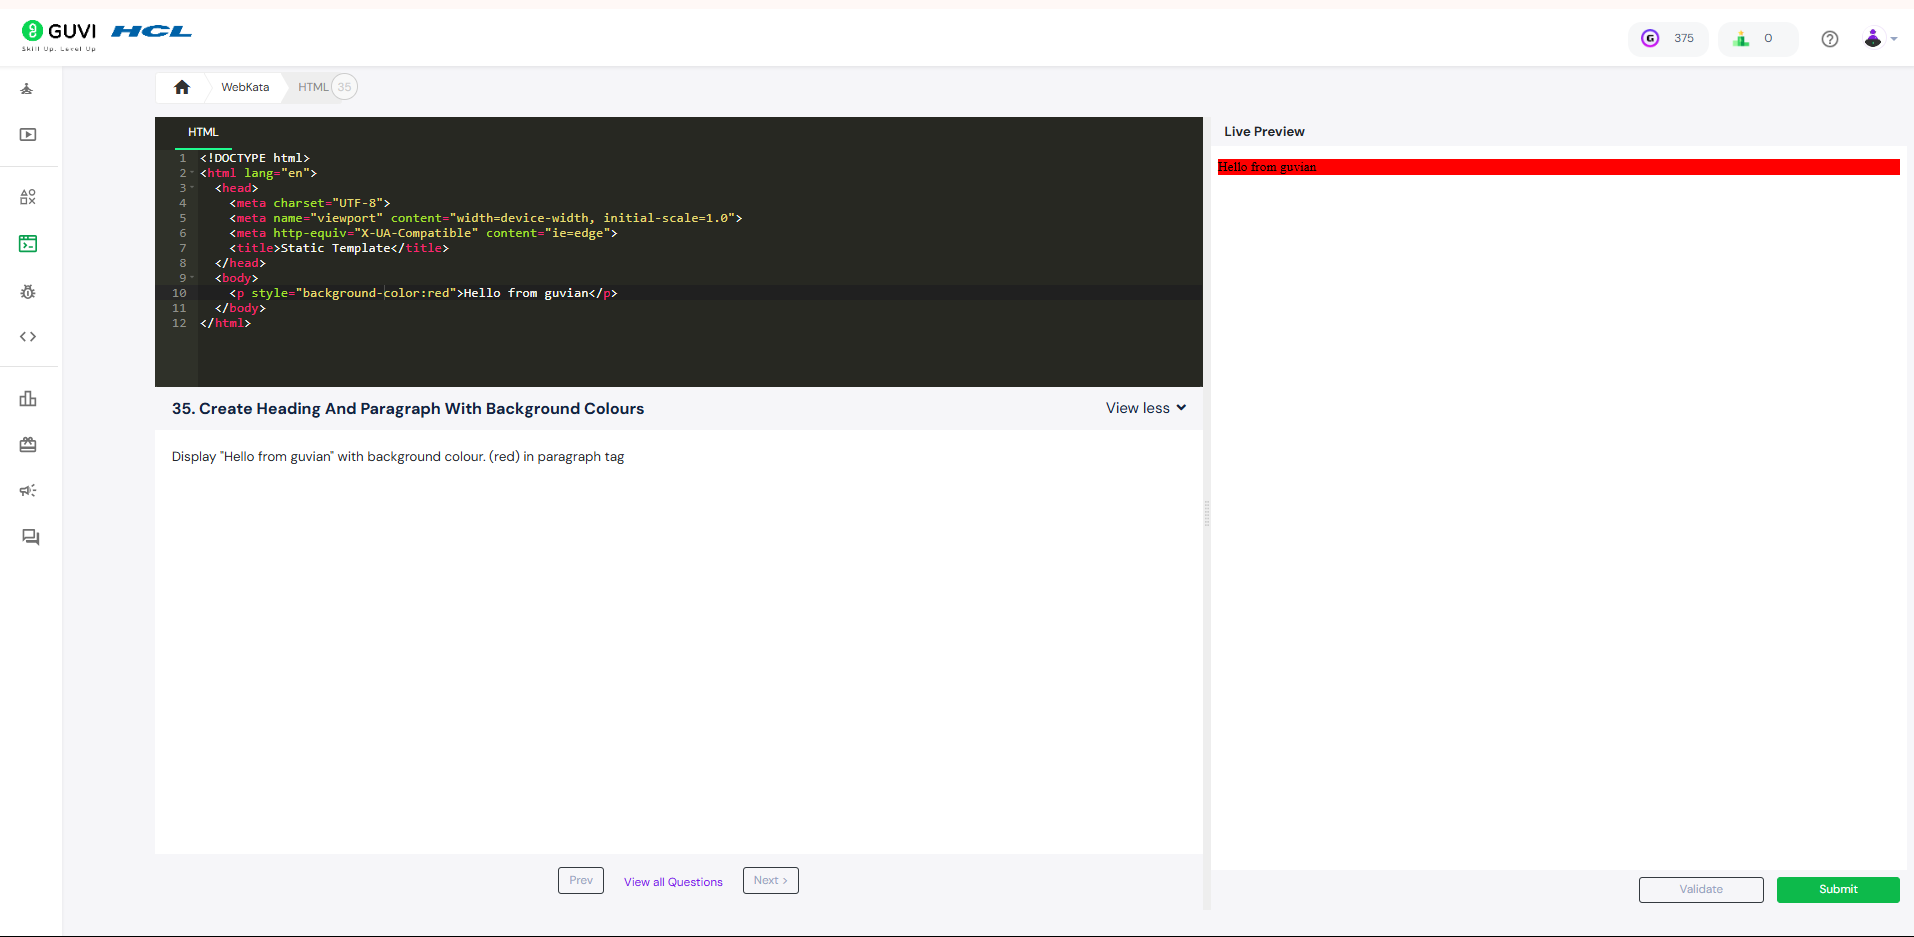 GUVI HCL
Skill Up. Level Up
375
0
WebKata
HTML 35
HTML
1 <!DOCTYPE html>
2 <html lang="en">
3 <head>
4 <meta charset="UTF-8">
5 <meta name="viewport" content="width=device-width, initial-scale=1.0">
6 <meta http-equiv="X-UA-Compatible" content="ie=edge">
7 <title>Static Template</title>
8 </head>
9 <body>
10 <p style="background-color:red">Hello from guvian</p>
11 </body>
12 </html>
35. Create Heading And Paragraph With Background Colours
View less
Display "Hello from guvian" with background colour. (red) in paragraph tag
Prev
View all Questions
Next >
Live Preview
Hello from guvian
Validate
Submit